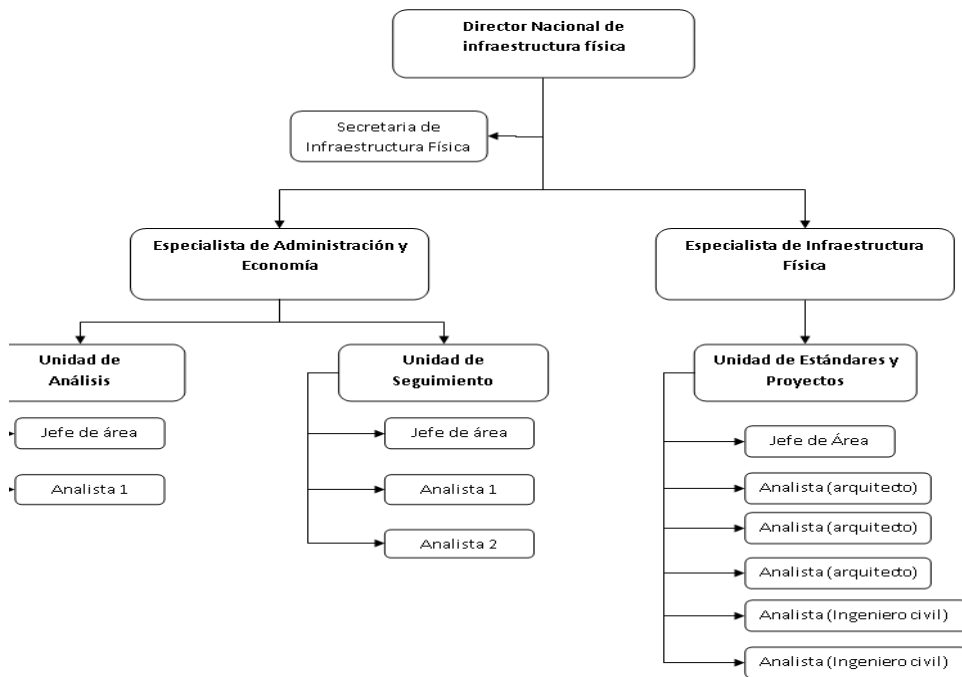 Director Nacional de
infraestructura física
Secretaria de
Infraestructura Física
Especialista de Administración y
Economía
Especialista de Infraestructura
Física
Unidad de
Análisis
Jefe de área
Analista 1
Unidad de
Seguimiento
Jefe de área
Analista 1
Analista 2
Unidad de Estándares y
Proyectos
Jefe de Área
Analista (arquitecto)
Analista (arquitecto)
Analista (arquitecto)
Analista (Ingeniero civil)
Analista (Ingeniero civil)